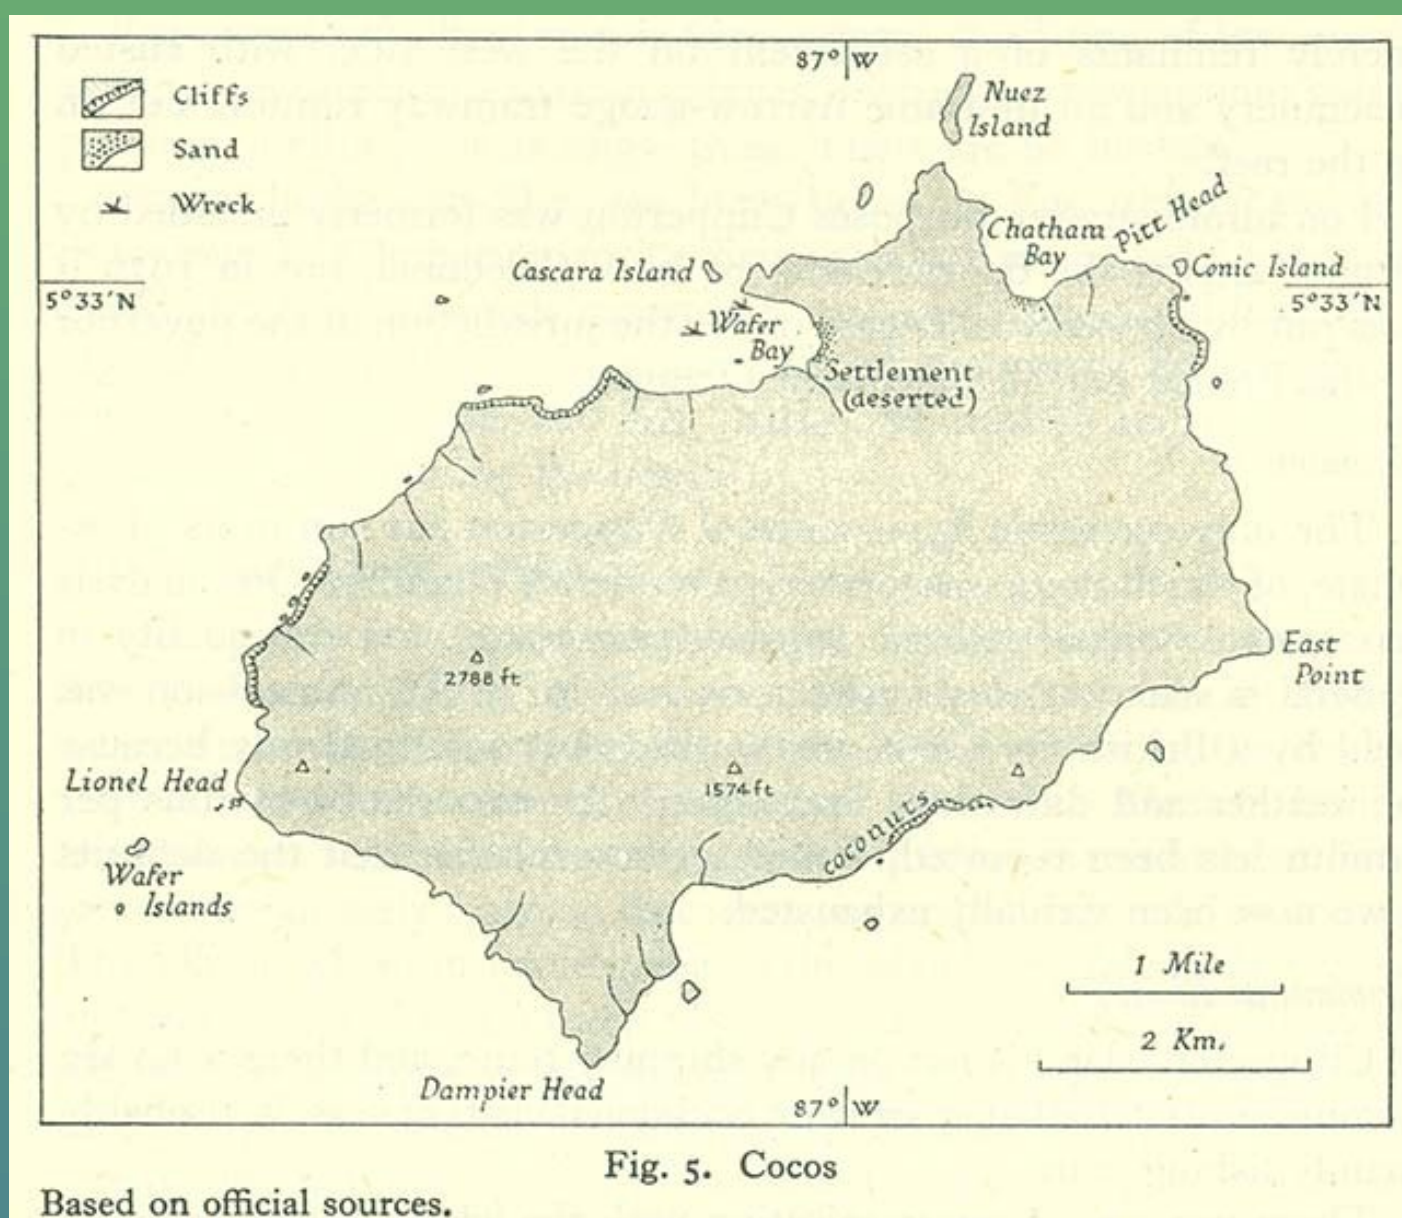 87° W
Cliffs
Sand
Wreck
Nuez
Island
Chatham
Bay
Pitt Head
Cascara Island
Conic Island
5°33'N
5°33'N
Wafer
Bay
Settlement
(deserted)
East
Point
2788 ft
Lionel Head
1574 ft
coconuts
Wafer
Islands
1 Mile
2 Km.
Dampier Head
87° W
Fig. 5. Cocos
Based on official sources.